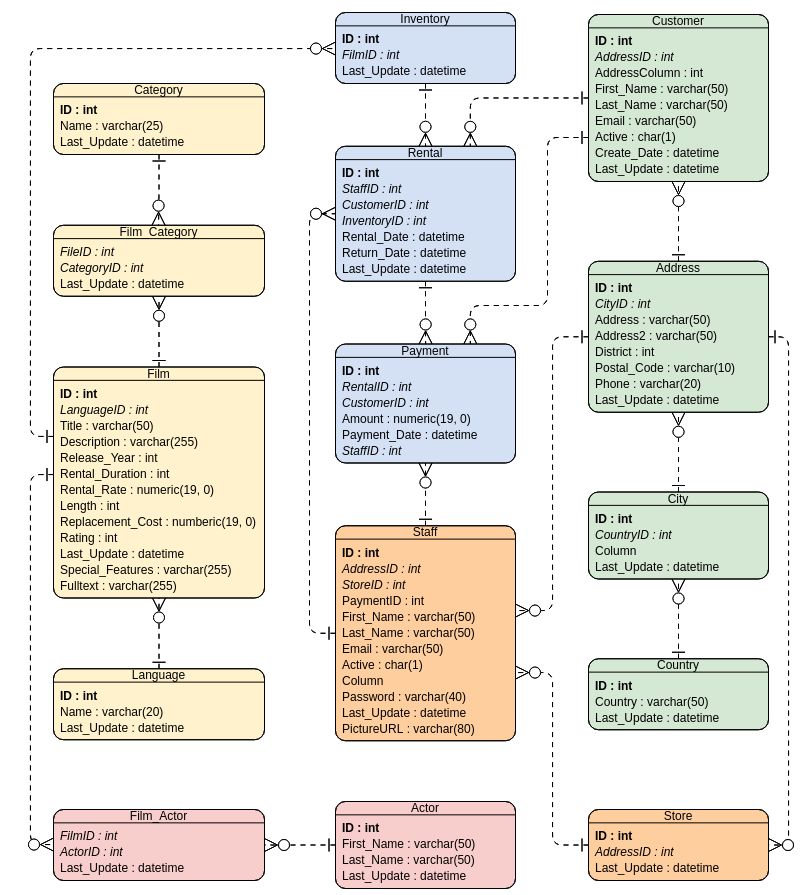 Inventory
ID : int
FilmID : int
Last_Update : datetime
Customer
ID : int
AddressID : int
AddressColumn : int
First_Name : varchar(50)
Last_Name : varchar(50)
Email : varchar(50)
Active : char(1)
Create_Date : datetime
Last_Update : datetime
Category
ID : int
Name : varchar(25)
Last_Update : datetime
Rental
ID : int
StaffID : int
CustomerID : int
InventoryID : int
Rental_Date : datetime
Return_Date : datetime
Last_Update : datetime
Film_Category
FileID : int
CategoryID : int
Last_Update : datetime
Address
ID : int
CityID : int
Address : varchar(50)
Address2 : varchar(50)
District : int
Postal_Code : varchar(10)
Phone : varchar(20)
Last_Update : datetime
Payment
ID : int
RentalID : int
CustomerID : int
Amount : numeric(19, 0)
Payment_Date : datetime
StaffID : int
Film
ID : int
LanguageID : int
Title : varchar(50)
Description : varchar(255)
Release_Year : int
Rental_Duration : int
Rental_Rate : numeric(19, 0)
Length : int
Replacement_Cost : numberic(19, 0)
Rating : int
Last_Update : datetime
Special_Features : varchar(255)
Fulltext : varchar(255)
City
ID : int
CountryID : int
Column
Last_Update : datetime
Staff
ID : int
AddressID : int
StoreID : int
PaymentID : int
First_Name : varchar(50)
Last_Name : varchar(50)
Email : varchar(50)
Active : char(1)
Column
Password : varchar(40)
Last_Update : datetime
PictureURL : varchar(80)
Country
ID : int
Country : varchar(50)
Last_Update : datetime
Language
ID : int
Name : varchar(20)
Last_Update : datetime
Film_Actor
FilmID : int
ActorID : int
Last_Update : datetime
Actor
ID : int
First_Name : varchar(50)
Last_Name : varchar(50)
Last_Update : datetime
Store
ID : int
AddressID : int
Last_Update : datetime